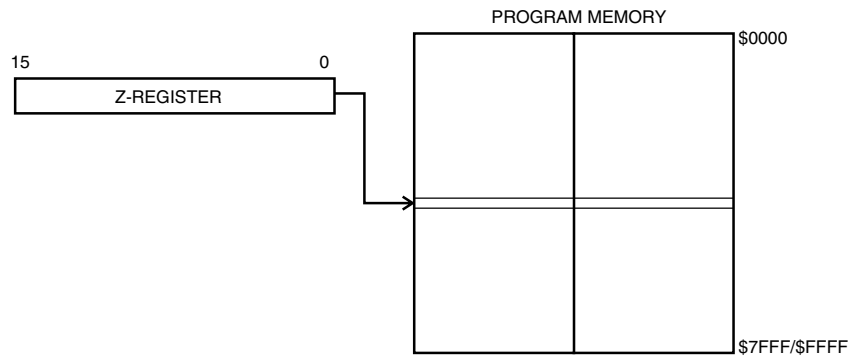 PROGRAM MEMORY
$0000
15 0
Z-REGISTER
$7FFF/$FFFF